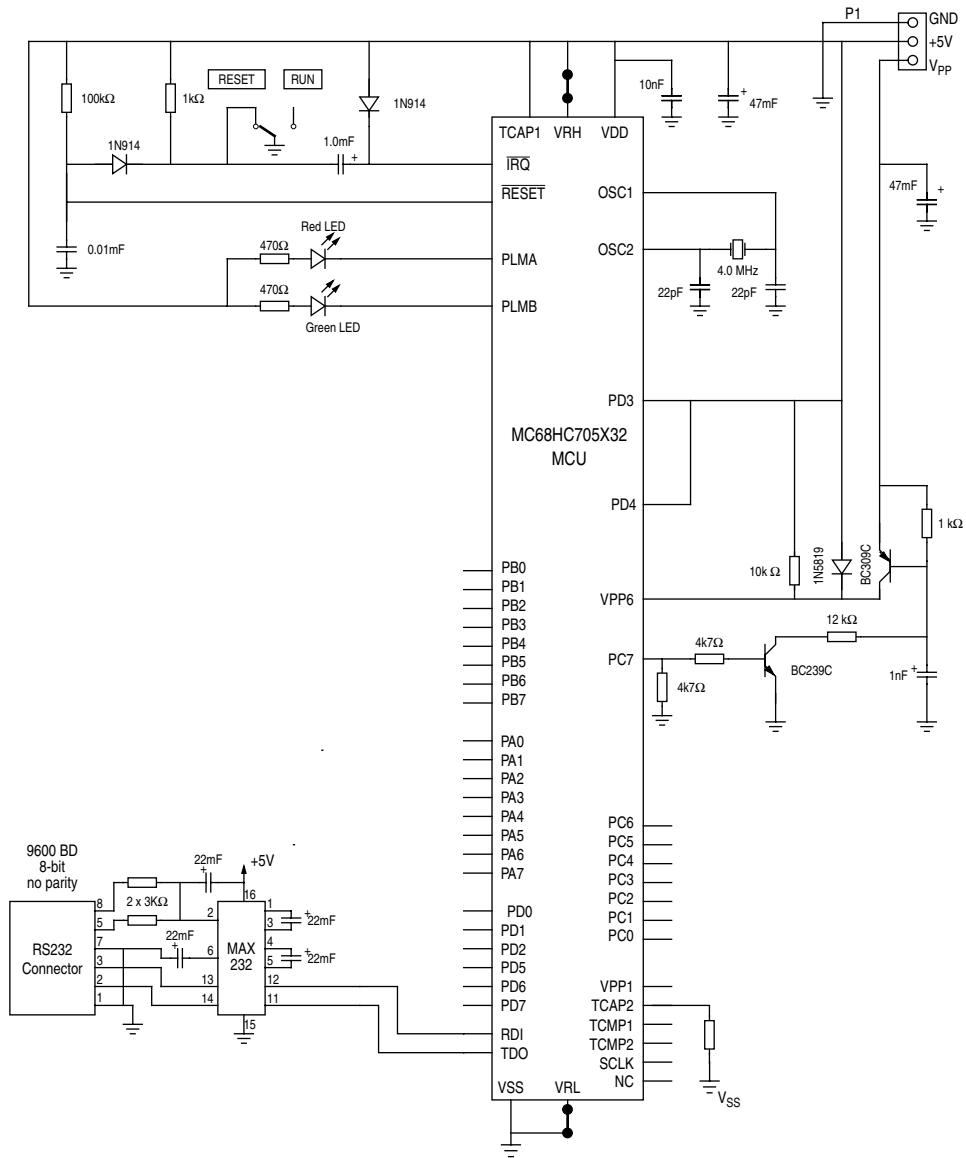 P1
GND
+5V
VPP
RESET
RUN
100kΩ
1kΩ
1N914
10nF
47mF
1N914
1.0mF
TCAP1
VRH
VDD
IRQ
RESET
OSC1
47mF
0.01mF
Red LED
470Ω
PLMA
OSC2
4.0 MHz
22pF
22pF
470Ω
PLMB
Green LED
PD3
MC68HC705X32
MCU
PD4
1 kΩ
10k Ω
1N5819
BC309C
PB0
PB1
PB2
PB3
PB4
PB5
PB6
PB7
VPP6
12 kΩ
PC7
4k7Ω
4k7Ω
BC239C
1nF
+
PA0
PA1
PA2
PA3
PA4
PA5
PA6
PA7
PC6
PC5
PC4
PC3
PC2
PC1
PC0
9600 BD
8-bit
no parity
22mF
+
+5V
2 x 3KΩ
8
5
7
3
2
1
RS232
Connector
22mF
+
16
2
6
13
14
15
MAX
232
1
3
4
5
12
11
+
22mF
+
22mF
PD0
PD1
PD2
PD5
PD6
PD7
RDI
TDO
VPP1
TCAP2
TCMP1
TCMP2
SCLK
NC
VSS
VRL
VSS